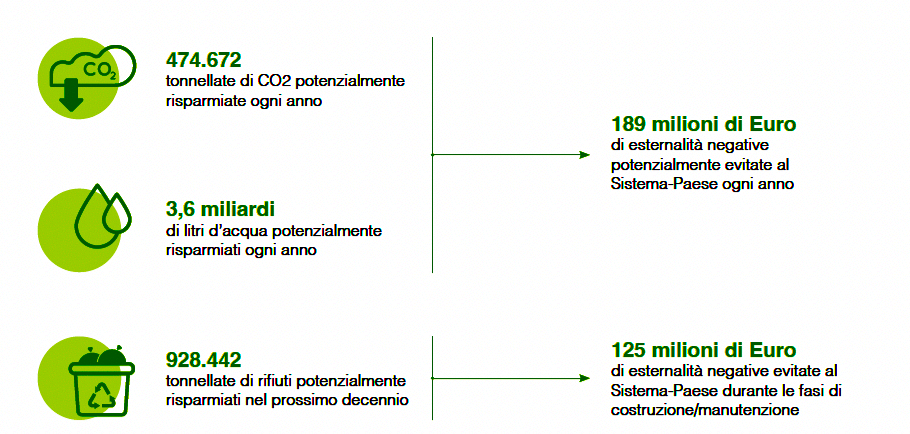 CO2
474.672
tonnellate di CO2 potenzialmente
risparmiate ogni anno
3,6 miliardi
di litri d'acqua potenzialmente
risparmiati ogni anno
189 milioni di Euro
di esternalità negative
potenzialmente evitate al
Sistema-Paese ogni anno
928.442
tonnellate di rifiuti potenzialmente
risparmiati nel prossimo decennio
125 milioni di Euro
di esternalità negative evitate al
Sistema-Paese durante le fasi di
costruzione/manutenzione